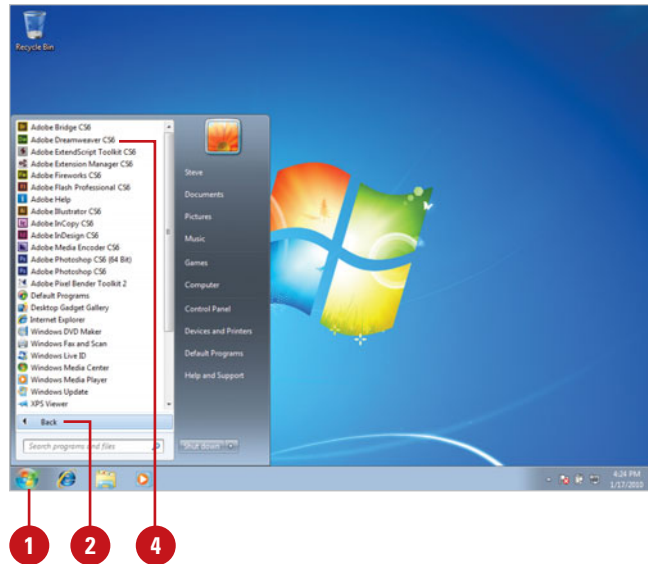 Recycle Bin
Adobe Bridge CS6
Adobe Dreamweaver CS6
Adobe ExtendScript Toolkit CS6
Adobe Extension Manager CS6
Adobe Fireworks CS6
Adobe Flash Professional CS6
Adobe Help
Adobe Illustrator CS6
Adobe InCopy CS6
Adobe InDesign CS6
Adobe Media Encoder CS6
Adobe Photoshop CS6 (64 Bit)
Adobe Photoshop CS6
Adobe Pixel Bender Toolkit 2
Default Programs
Desktop Gadget Gallery
Internet Explorer
Windows DVD Maker
Windows Fax and Scan
Windows Live ID
Windows Media Center
Windows Media Player
Windows Update
XPS Viewer
Back
Search programs and files
Steve
Documents
Pictures
Music
Games
Computer
Control Panel
Devices and Printers
Default Programs
Help and Support
Shut down
4:24 PM
1/17/2010
1
2
4